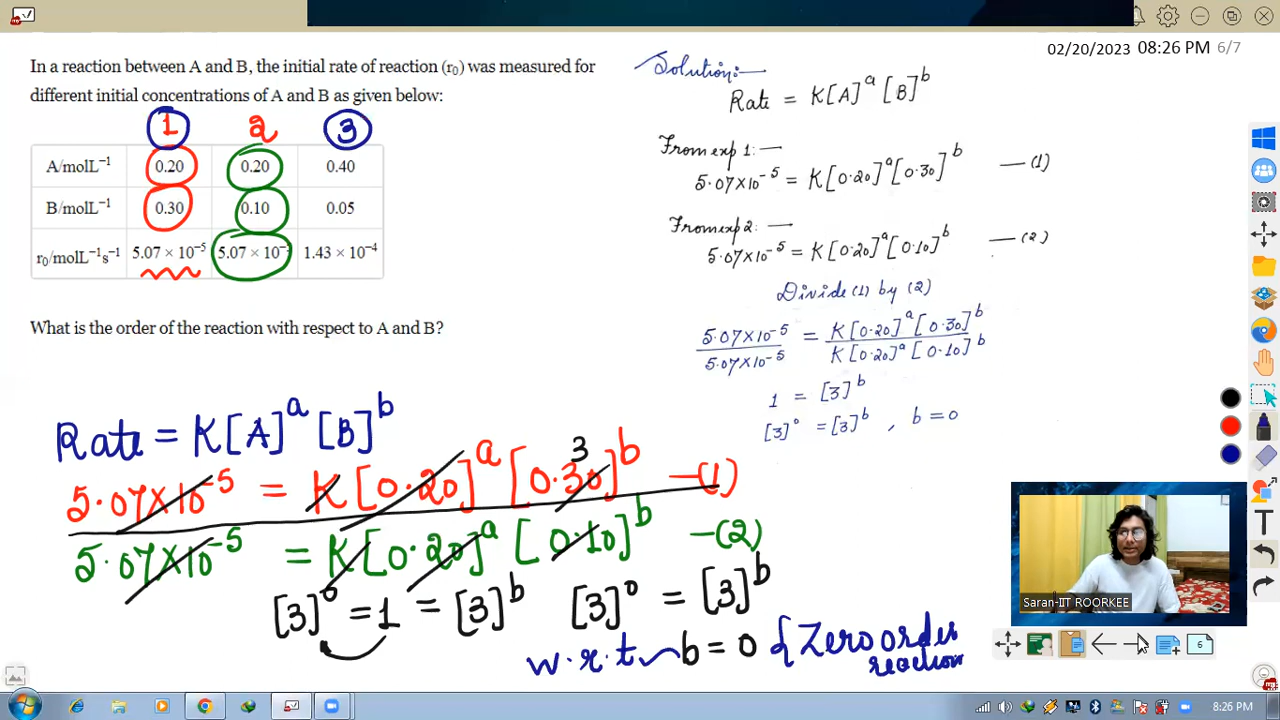 02/20/2023 08:26 PM 6/7
In a reaction between A and B, the initial rate of reaction (r₀) was measured for
different initial concentrations of A and B as given below:
1 2 3
A/molL⁻¹ 0.20 0.20 0.40
B/molL⁻¹ 0.30 0.10 0.05
r₀/molL⁻¹s⁻¹ 5.07 × 10⁻⁵ 5.07 × 10⁻ 1.43 × 10⁻⁴
What is the order of the reaction with respect to A and B?
Rate = K[A]ᵃ [B]ᵇ
3
5.07×10⁻⁵ = K[0.20]ᵃ [0.30]ᵇ —(1)
5.07×10⁻⁵ = K[0.20]ᵃ [0.10]ᵇ —(2)
[3]⁰ = 1 = [3]ᵇ [3]⁰ = [3]ᵇ
w.r.t b = 0 { Zero order
reaction
Solution:—
Rate = K[A]ᵃ [B]ᵇ
From exp 1: —
5.07×10⁻⁵ = K[0.20]ᵃ [0.30]ᵇ —(1)
From exp 2: —
5.07×10⁻⁵ = K[0.20]ᵃ [0.10]ᵇ —(2)
Divide (1) by (2)
5.07×10⁻⁵ = K[0.20]ᵃ [0.30]ᵇ
5.07×10⁻⁵ K[0.20]ᵃ [0.10]ᵇ
1 = [3]ᵇ
[3]⁰ = [3]ᵇ , b = 0
Saran-IIT ROORKEE
6
T
8:26 PM